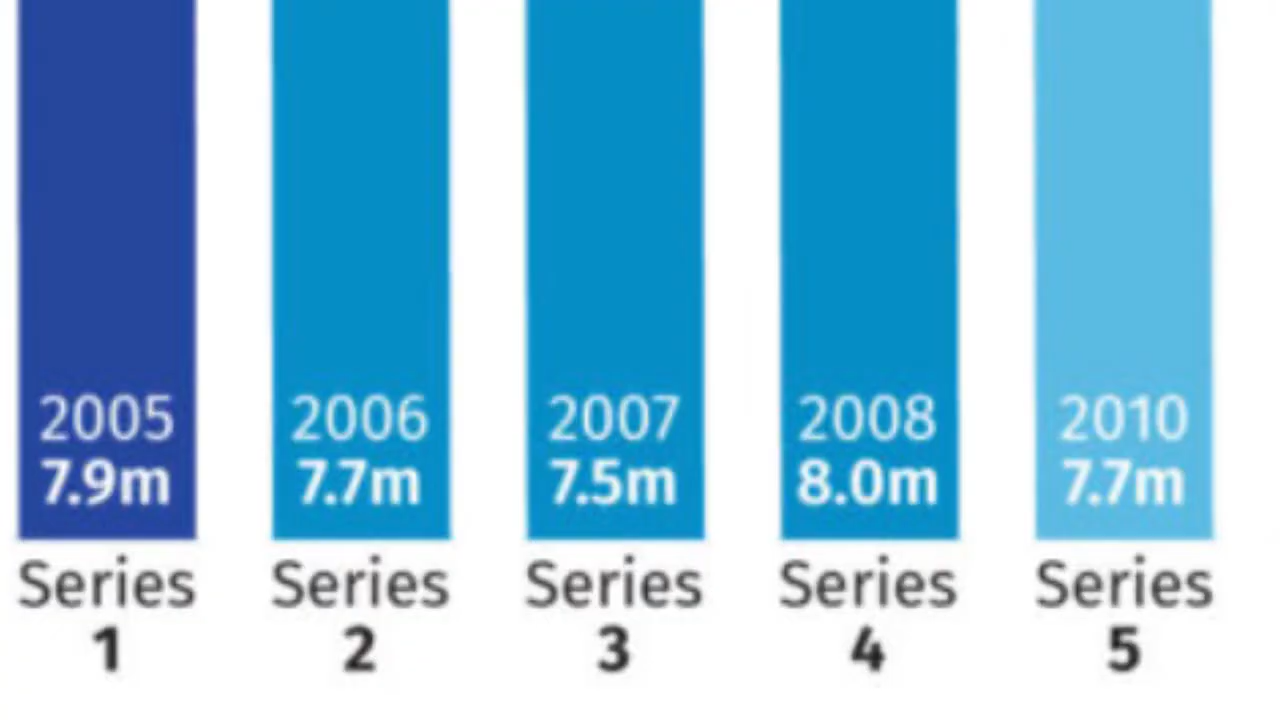 2005 2006 2007 2008 2010
7.9m 7.7m 7.5m 8.0m 7.7m
Series Series Series Series Series
1 2 3 4 5